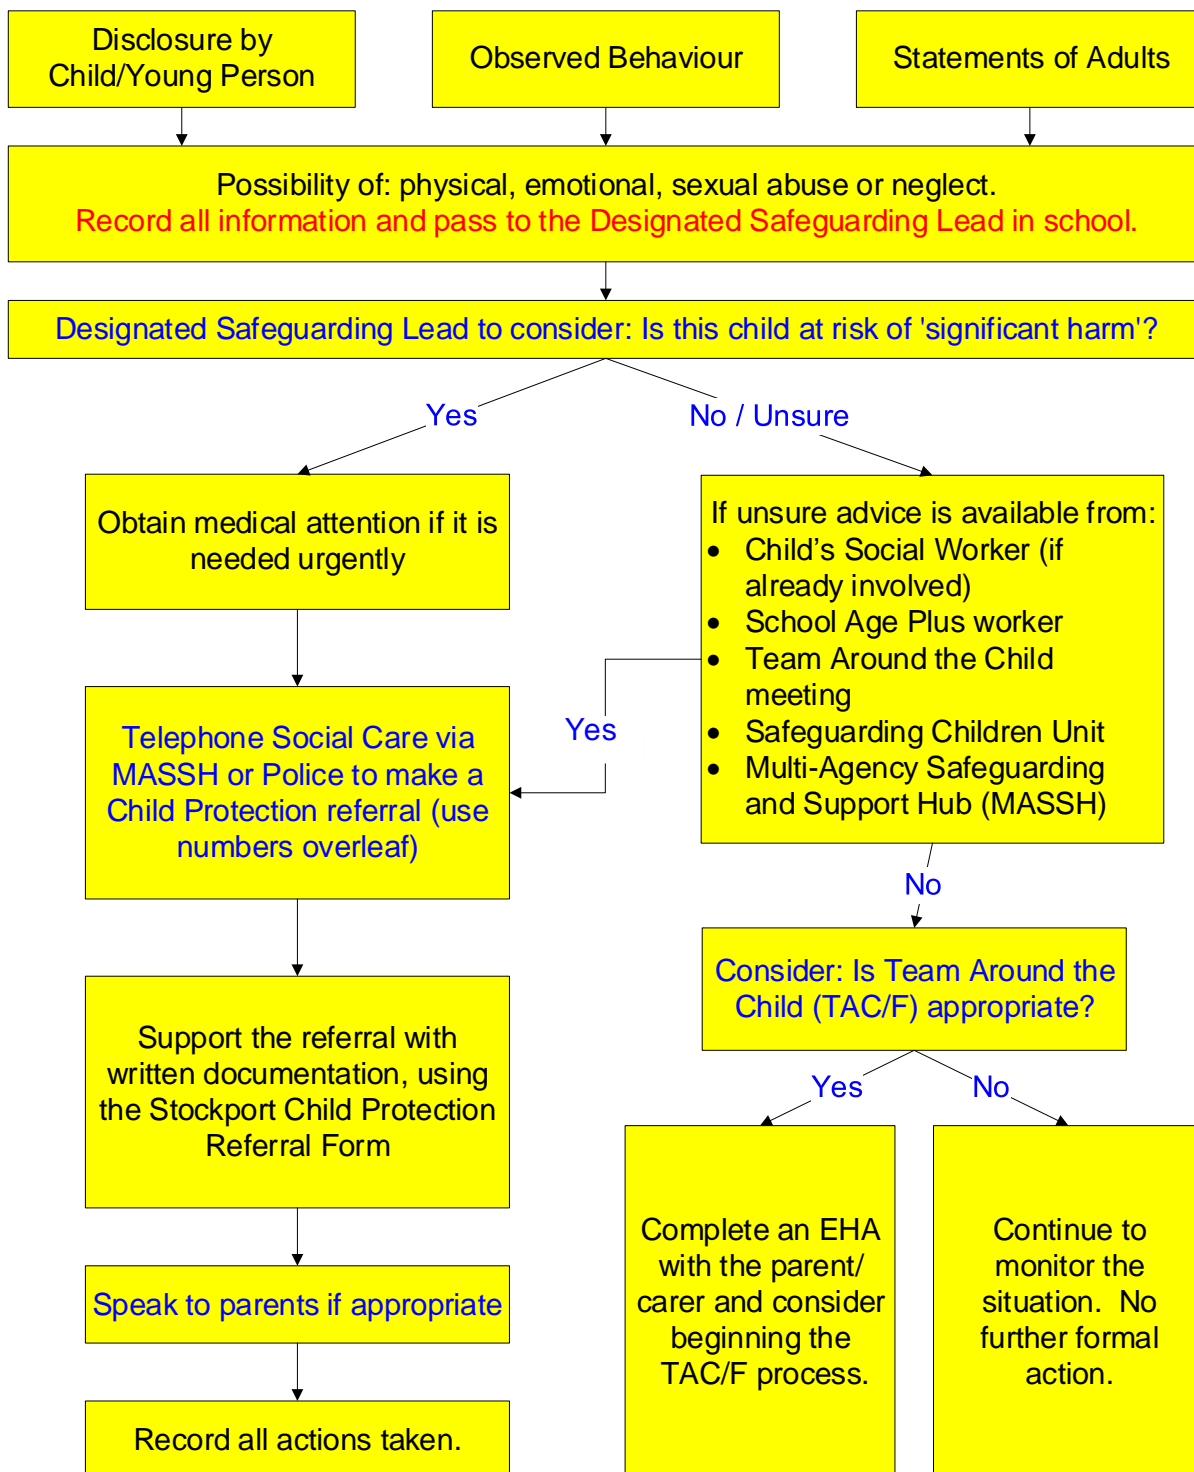 Disclosure by
Child/Young Person
Observed Behaviour
Statements of Adults
Possibility of: physical, emotional, sexual abuse or neglect.
Record all information and pass to the Designated Safeguarding Lead in school.
Designated Safeguarding Lead to consider: Is this child at risk of 'significant harm'?
Yes
No / Unsure
Obtain medical attention if it is
needed urgently
If unsure advice is available from:
• Child’s Social Worker (if
already involved)
• School Age Plus worker
• Team Around the Child
meeting
• Safeguarding Children Unit
• Multi-Agency Safeguarding
and Support Hub (MASSH)
Yes
Telephone Social Care via
MASSH or Police to make a
Child Protection referral (use
numbers overleaf)
No
Consider: Is Team Around the
Child (TAC/F) appropriate?
Support the referral with
written documentation, using
the Stockport Child Protection
Referral Form
Yes
No
Complete an EHA
with the parent/
carer and consider
beginning the
TAC/F process.
Continue to
monitor the
situation.  No
further formal
action.
Speak to parents if appropriate
Record all actions taken.